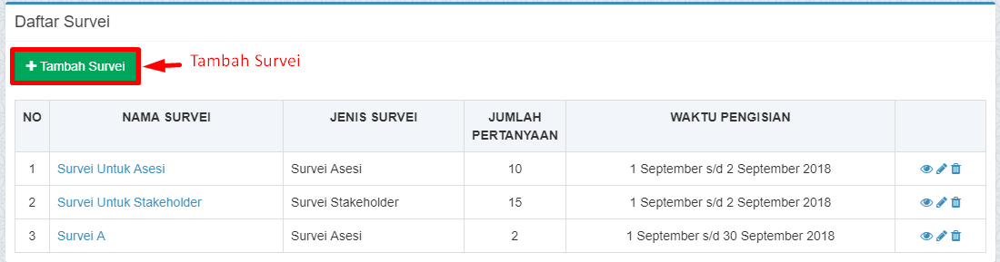 Daftar Survei
Tambah Survei
Tambah Survei
NO NAMA SURVEI JENIS SURVEI JUMLAH PERTANYAAN WAKTU PENGISIAN
1 Survei Untuk Asesi Survei Asesi 10 1 September s/d 2 September 2018
2 Survei Untuk Stakeholder Survei Stakeholder 15 1 September s/d 2 September 2018
3 Survei A Survei Asesi 2 1 September s/d 30 September 2018